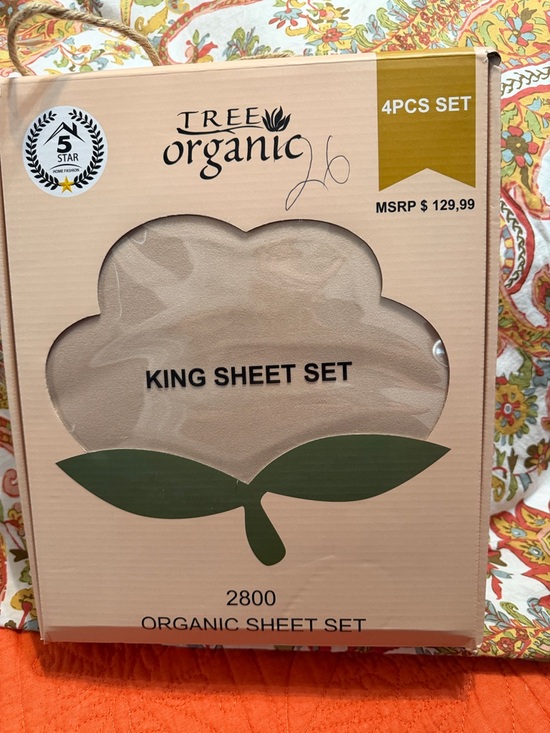 5
STAR
HOME FASHION
TREE
organic
26
4PCS SET
MSRP $ 129,99
KING SHEET SET
2800
ORGANIC SHEET SET